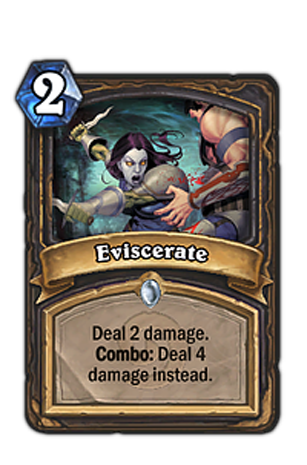 2
Eviscerate
Deal 2 damage.
Combo: Deal 4
damage instead.